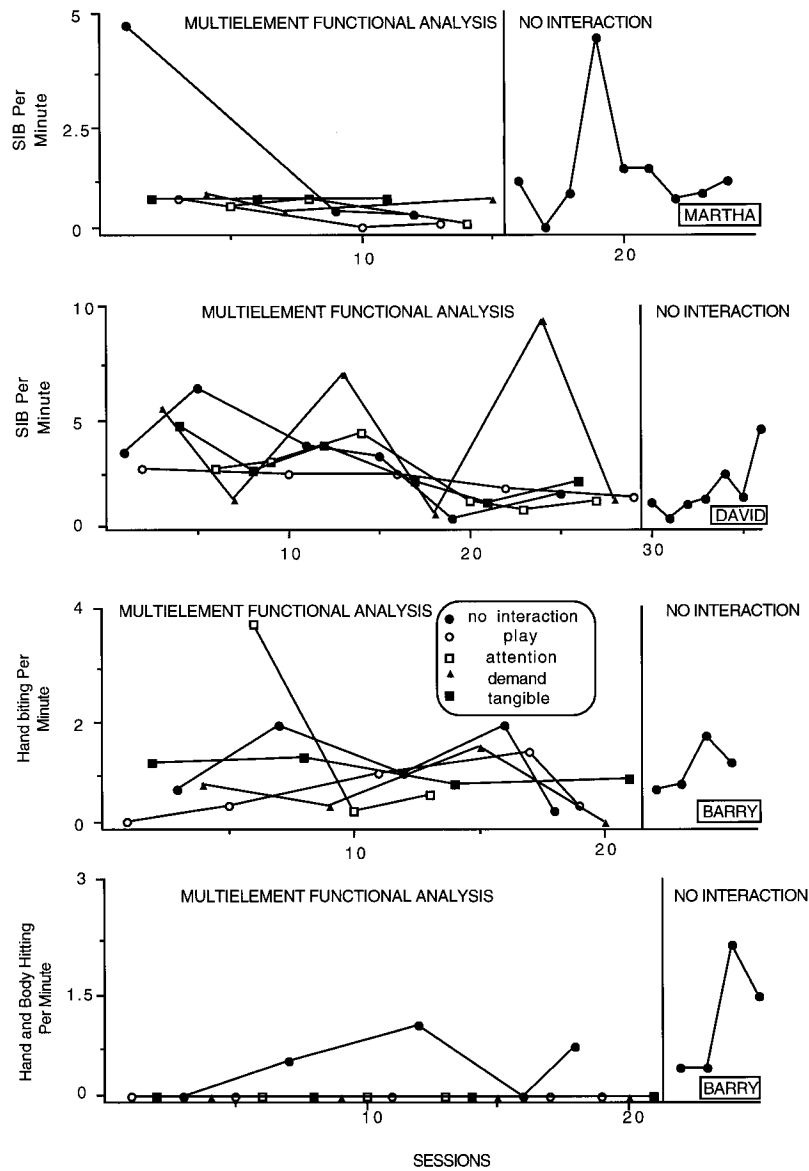 MULTIELEMENT FUNCTIONAL ANALYSIS NO INTERACTION
SIB Per
Minute
5
2.5
0
10
20
MARTHA
MULTIELEMENT FUNCTIONAL ANALYSIS NO INTERACTION
SIB Per
Minute
10
5
0
10
20
30
DAVID
MULTIELEMENT FUNCTIONAL ANALYSIS NO INTERACTION
Hand biting Per
Minute
4
2
0
no interaction
play
attention
demand
tangible
10
20
BARRY
MULTIELEMENT FUNCTIONAL ANALYSIS NO INTERACTION
Hand and Body Hitting
Per Minute
3
1.5
0
10
20
BARRY
SESSIONS